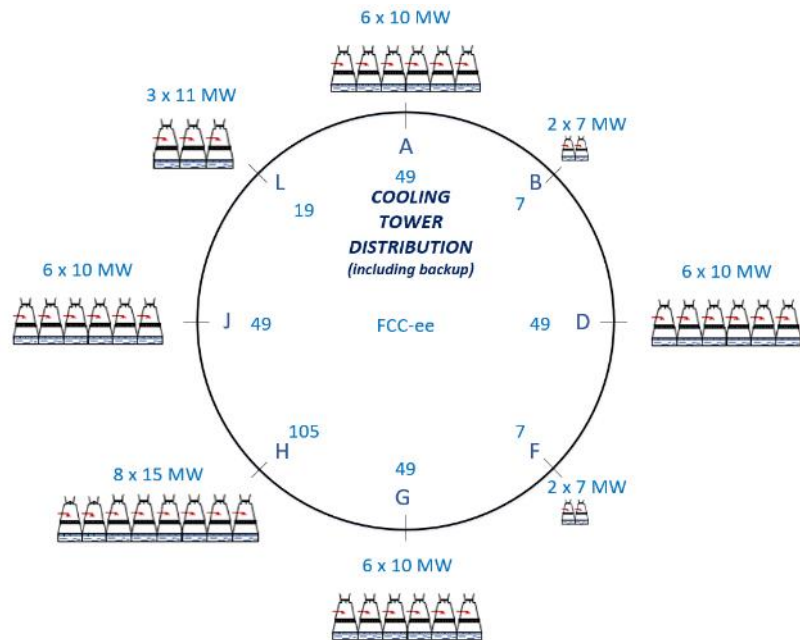 6 x 10 MW
3 x 11 MW
2 x 7 MW
A
L
B
49
19
7
COOLING
TOWER
DISTRIBUTION
(including backup)
6 x 10 MW
6 x 10 MW
J
49
FCC-ee
49
D
105
7
H
F
49
G
8 x 15 MW
2 x 7 MW
6 x 10 MW